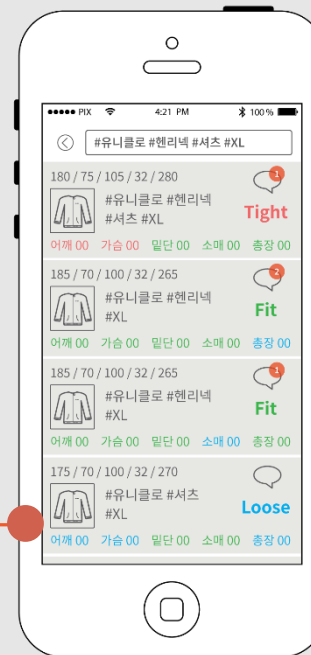 PIX 4:21 PM 100 %
#유니클로 #헨리넥 #셔츠 #XL
180 / 75 / 105 / 32 / 280
1
#유니클로 #헨리넥
#셔츠 #XL
Tight
어깨 00 가슴 00 밑단 00 소매 00 총장 00
185 / 70 / 100 / 32 / 265
2
#유니클로 #헨리넥
#XL
Fit
어깨 00 가슴 00 밑단 00 소매 00 총장 00
185 / 70 / 100 / 32 / 265
1
#유니클로 #헨리넥
#XL
Fit
어깨 00 가슴 00 밑단 00 소매 00 총장 00
175 / 70 / 100 / 32 / 270
#유니클로 #셔츠
#XL
Loose
어깨 00 가슴 00 밑단 00 소매 00 총장 00